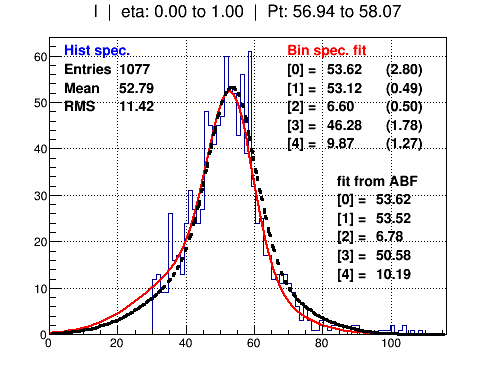 I | eta: 0.00 to 1.00 | Pt: 56.94 to 58.07
Hist spec.
Entries 1077
Mean 52.79
RMS 11.42
Bin spec. fit
[0] = 53.62 (2.80)
[1] = 53.12 (0.49)
[2] = 6.60 (0.50)
[3] = 46.28 (1.78)
[4] = 9.87 (1.27)
fit from ABF
[0] = 53.62
[1] = 53.52
[2] = 6.78
[3] = 50.58
[4] = 10.19
60
50
40
30
20
10
0
0 20 40 60 80 100